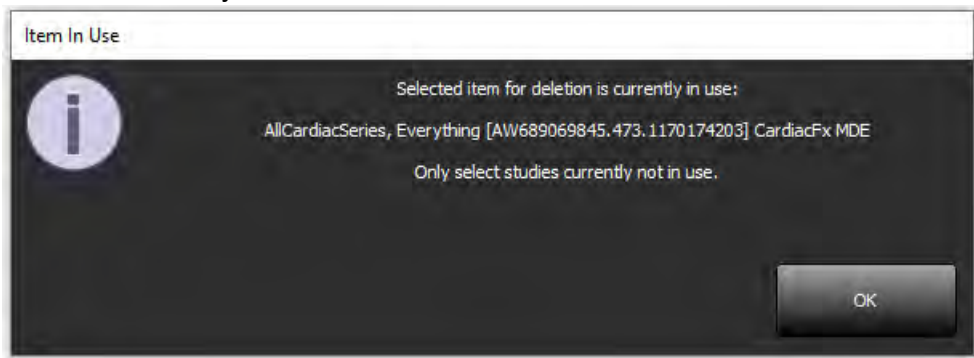 Item In Use
Selected item for deletion is currently in use:
AllCardiacSeries, Everything [AW689069845.473.1170174203] CardiacFx MDE
Only select studies currently not in use.
OK